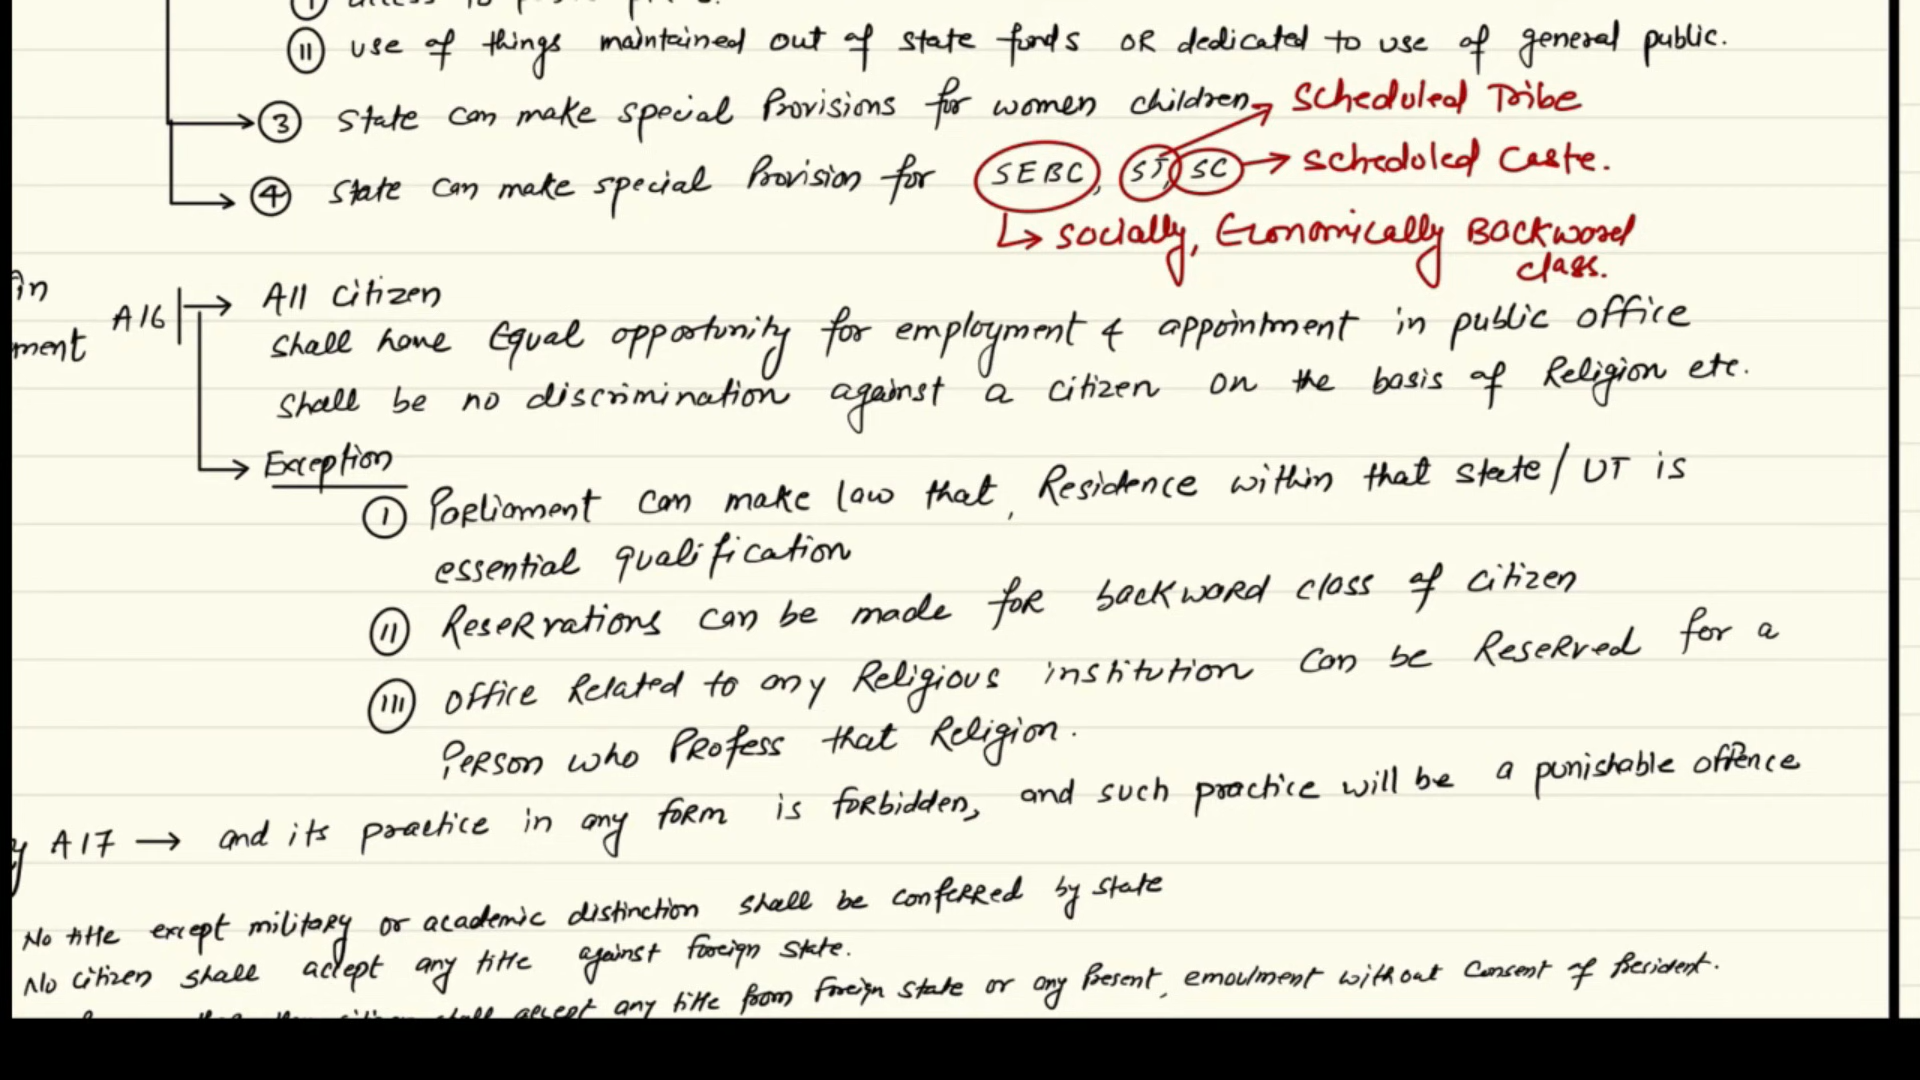 II use of things maintained out of state funds OR dedicated to use of general public.
3 State can make special Provisions for women children → Scheduled Tribe
4 State can make special Provision for SEBC, ST, SC → Scheduled Caste.
↳ Socially, Economically Backward
class.
in
ment
A16 → All citizen
shall have Equal opportunity for employment & appointment in public office
shall be no discrimination against a citizen on the basis of Religion etc.
→ Exception
I Parliament can make law that, Residence within that state/UT is
essential qualification
II Reservations can be made for backward class of citizen
III office Related to any Religious institution can be Reserved for a
Person who Profess that Religion.
y A17 → and its practice in any form is forbidden, and such practice will be a punishable offence
No title except military or academic distinction shall be conferred by state
No citizen shall accept any title against foreign state.
accept any title from foreign state or any Present, emoulment without Consent of President.